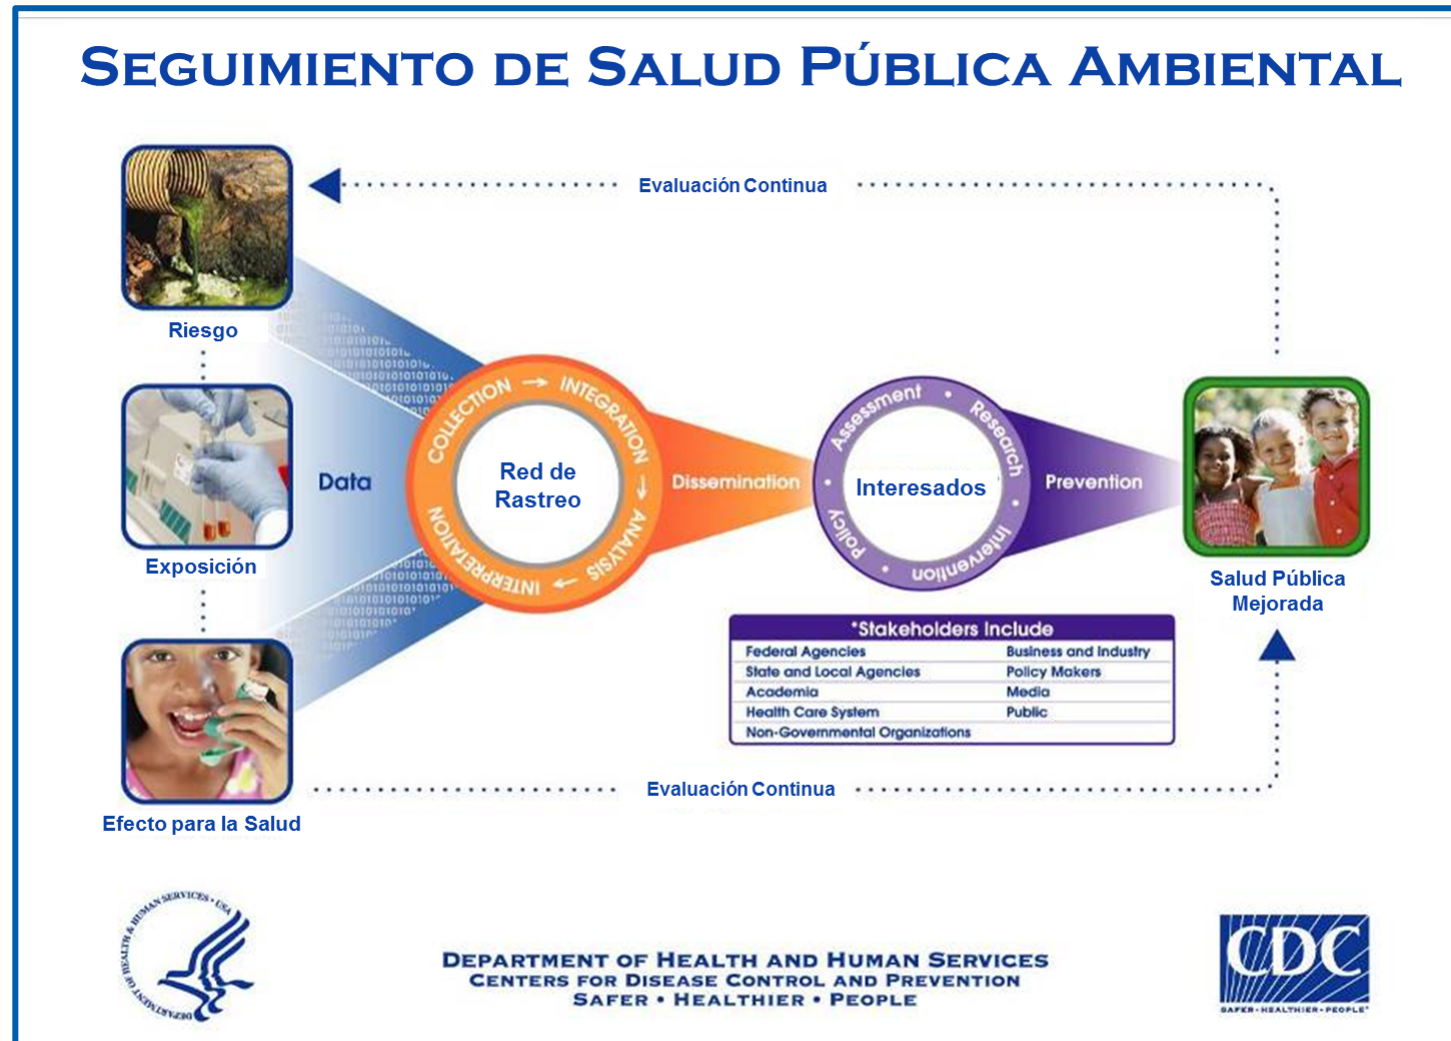 SEGUIMIENTO DE SALUD PÚBLICA AMBIENTAL
Evaluación Continua
Riesgo
Exposición
Efecto para la Salud
Data
COLLECTION → INTEGRATION → ANALYSIS → INTERPRETATION
Red de
Rastreo
Dissemination
Assessment • Research • Intervention • Policy •
Interesados
Prevention
Salud Pública
Mejorada
*Stakeholders Include
Federal Agencies Business and Industry
State and Local Agencies Policy Makers
Academia Media
Health Care System Public
Non-Governmental Organizations
Evaluación Continua
DEPARTMENT OF HEALTH & HUMAN SERVICES • USA
DEPARTMENT OF HEALTH AND HUMAN SERVICES
CENTERS FOR DISEASE CONTROL AND PREVENTION
SAFER • HEALTHIER • PEOPLE
CDC
SAFER • HEALTHIER • PEOPLE™